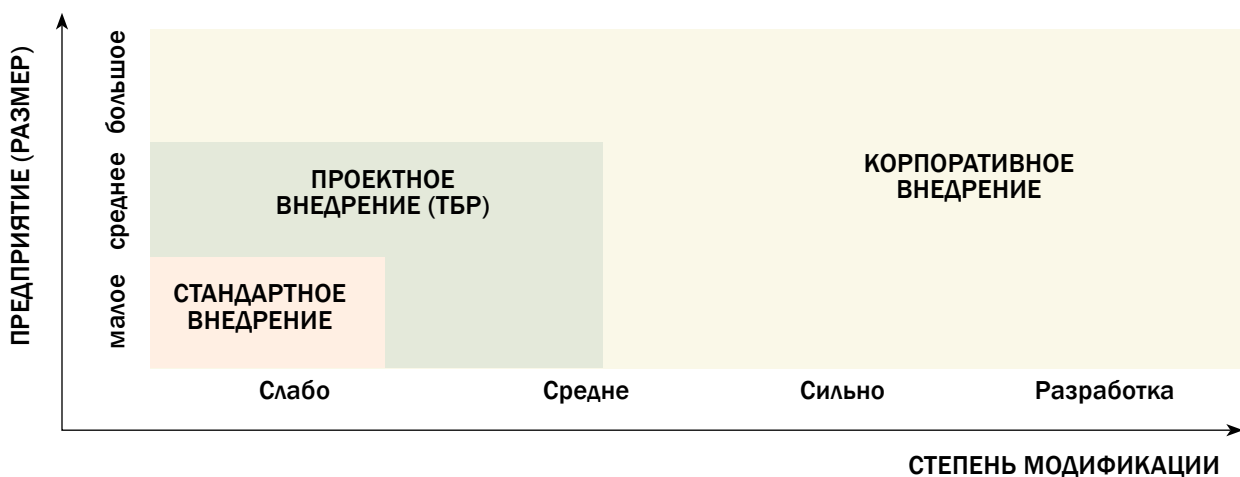 ПРЕДПРИЯТИЕ (РАЗМЕР)
большое
среднее
малое
ПРОЕКТНОЕ
ВНЕДРЕНИЕ (ТБР)
КОРПОРАТИВНОЕ
ВНЕДРЕНИЕ
СТАНДАРТНОЕ
ВНЕДРЕНИЕ
Слабо
Средне
Сильно
Разработка
СТЕПЕНЬ МОДИФИКАЦИИ